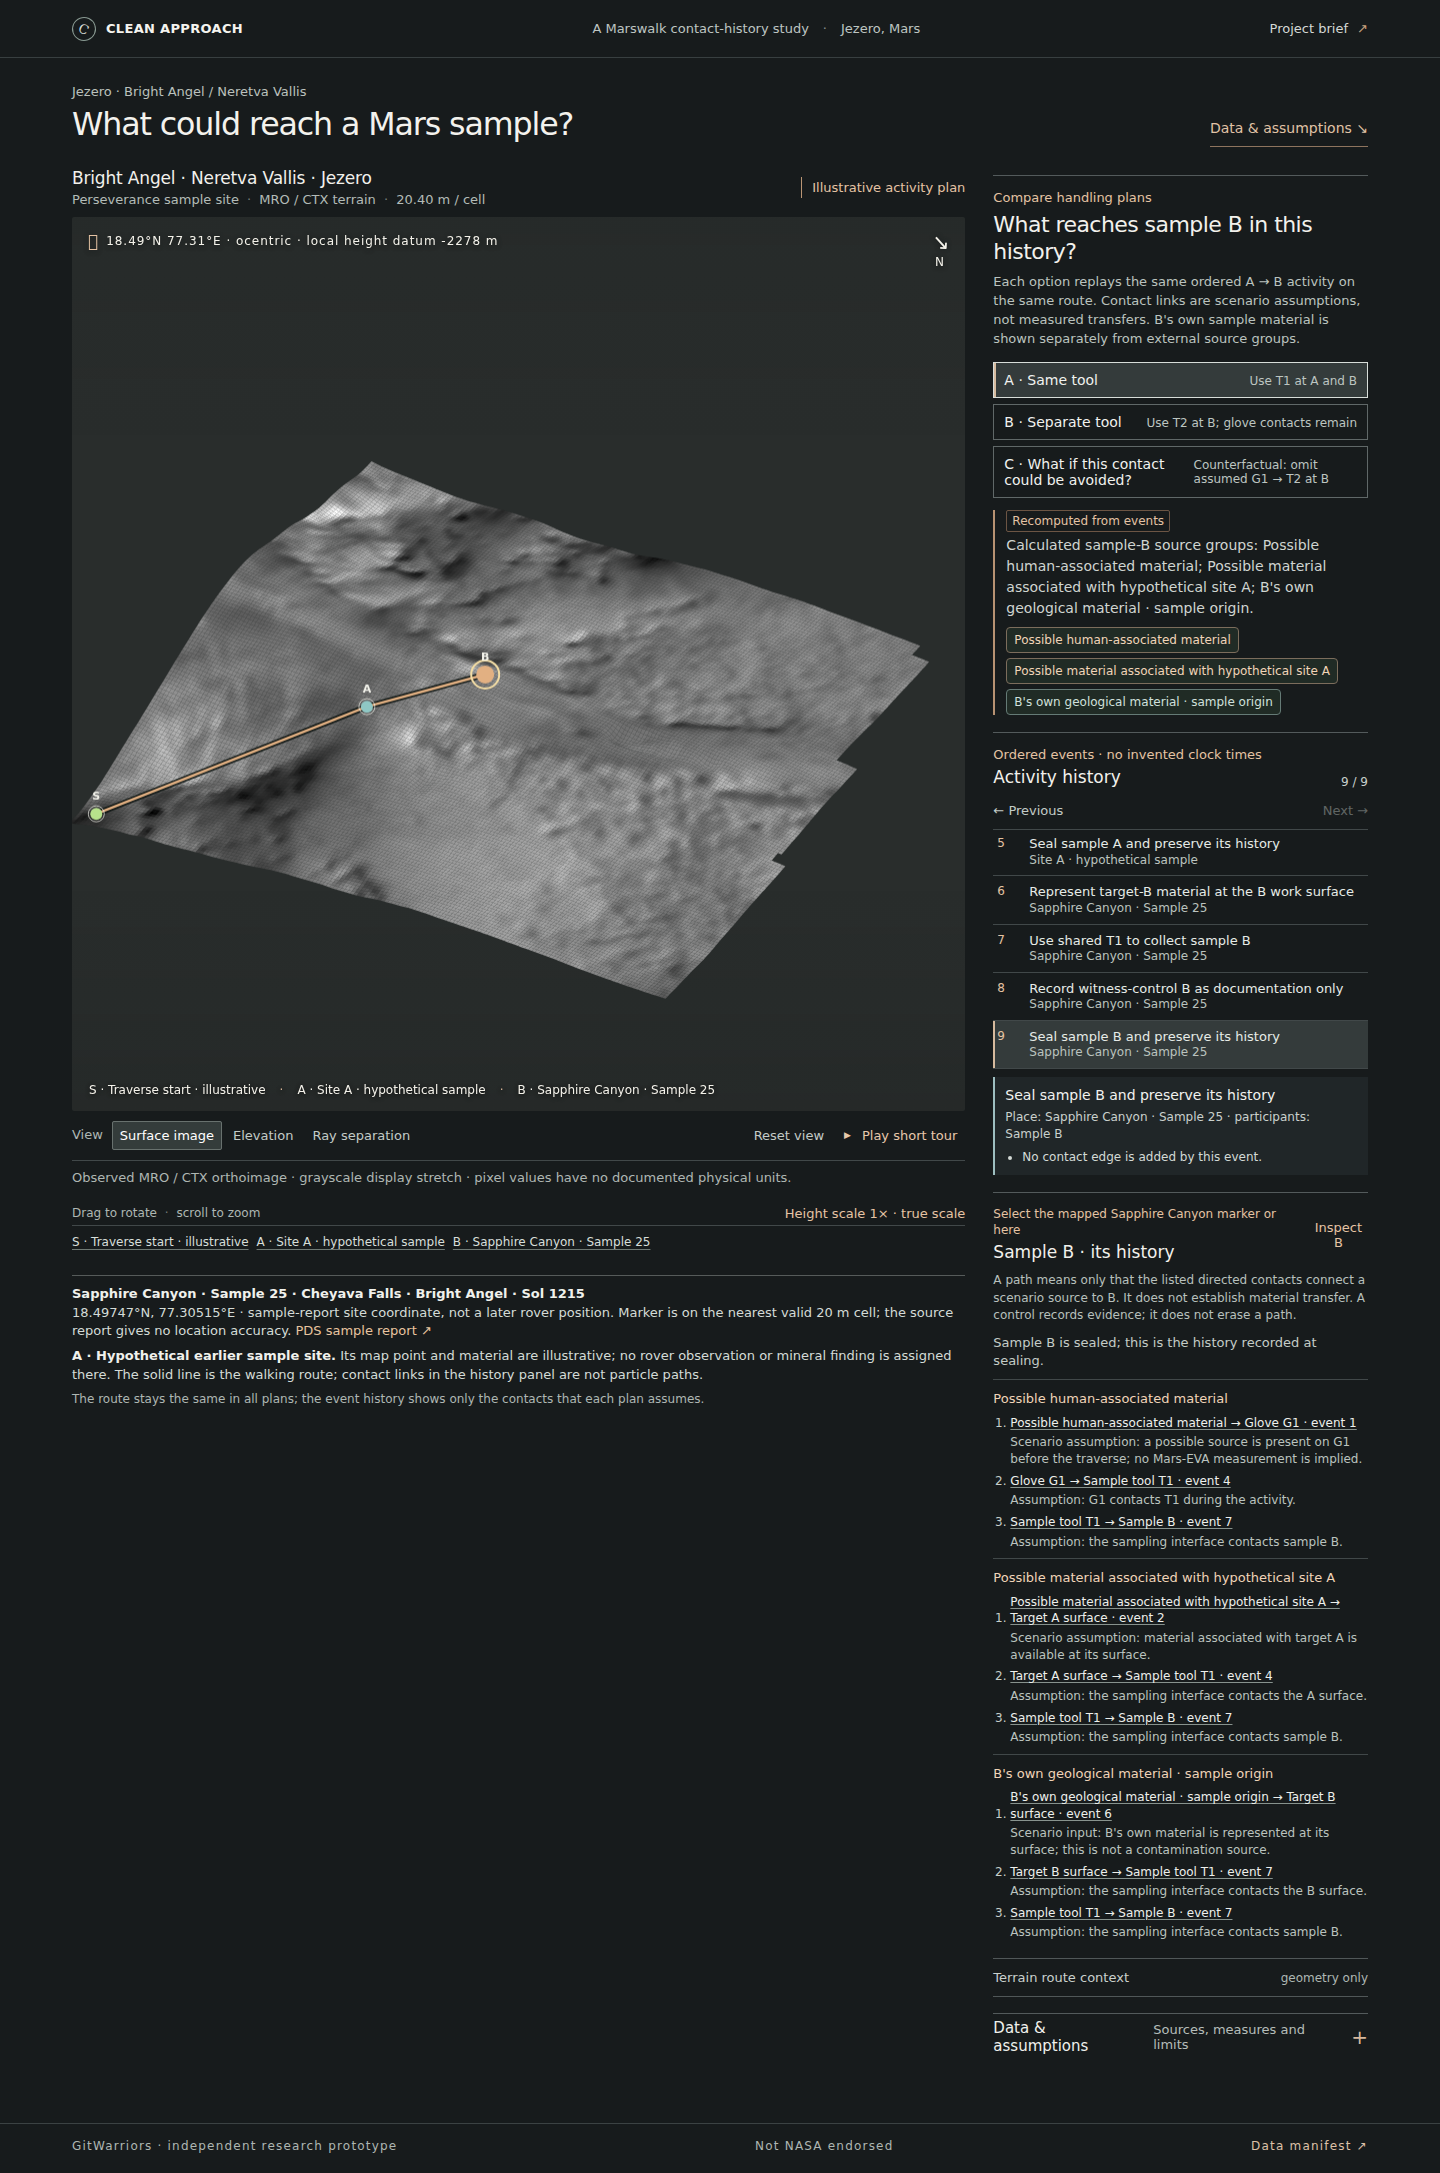 CLEAN APPROACH
A Marswalk contact-history study · Jezero, Mars
Project brief ↗
Jezero · Bright Angel / Neretva Vallis
What could reach a Mars sample?
Data & assumptions ↘
Bright Angel · Neretva Vallis · Jezero
Perseverance sample site · MRO / CTX terrain · 20.40 m / cell
Illustrative activity plan
18.49°N 77.31°E · ocentric · local height datum -2278 m
↘
N
B
A
S
S · Traverse start · illustrative · A · Site A · hypothetical sample · B · Sapphire Canyon · Sample 25
View Surface image Elevation Ray separation
Reset view ▶ Play short tour
Observed MRO / CTX orthoimage · grayscale display stretch · pixel values have no documented physical units.
Drag to rotate · scroll to zoom
Height scale 1× · true scale
S · Traverse start · illustrative A · Site A · hypothetical sample B · Sapphire Canyon · Sample 25
Sapphire Canyon · Sample 25 · Cheyava Falls · Bright Angel · Sol 1215
18.49747°N, 77.30515°E · sample-report site coordinate, not a later rover position. Marker is on the nearest valid 20 m cell; the source
report gives no location accuracy. PDS sample report ↗
A · Hypothetical earlier sample site. Its map point and material are illustrative; no rover observation or mineral finding is assigned
there. The solid line is the walking route; contact links in the history panel are not particle paths.
The route stays the same in all plans; the event history shows only the contacts that each plan assumes.
Compare handling plans
What reaches sample B in this
history?
Each option replays the same ordered A → B activity on
the same route. Contact links are scenario assumptions,
not measured transfers. B's own sample material is
shown separately from external source groups.
A · Same tool Use T1 at A and B
B · Separate tool Use T2 at B; glove contacts remain
C · What if this contact
could be avoided?
Counterfactual: omit
assumed G1 → T2 at B
Recomputed from events
Calculated sample-B source groups: Possible
human-associated material; Possible material
associated with hypothetical site A; B's own
geological material · sample origin.
Possible human-associated material
Possible material associated with hypothetical site A
B's own geological material · sample origin
Ordered events · no invented clock times
Activity history
9 / 9
← Previous
Next →
5 Seal sample A and preserve its history
Site A · hypothetical sample
6 Represent target-B material at the B work surface
Sapphire Canyon · Sample 25
7 Use shared T1 to collect sample B
Sapphire Canyon · Sample 25
8 Record witness-control B as documentation only
Sapphire Canyon · Sample 25
9 Seal sample B and preserve its history
Sapphire Canyon · Sample 25
Seal sample B and preserve its history
Place: Sapphire Canyon · Sample 25 · participants:
Sample B
• No contact edge is added by this event.
Select the mapped Sapphire Canyon marker or
here
Sample B · its history
Inspect
B
A path means only that the listed directed contacts connect a
scenario source to B. It does not establish material transfer. A
control records evidence; it does not erase a path.
Sample B is sealed; this is the history recorded at
sealing.
Possible human-associated material
1. Possible human-associated material → Glove G1 · event 1
Scenario assumption: a possible source is present on G1
before the traverse; no Mars-EVA measurement is implied.
2. Glove G1 → Sample tool T1 · event 4
Assumption: G1 contacts T1 during the activity.
3. Sample tool T1 → Sample B · event 7
Assumption: the sampling interface contacts sample B.
Possible material associated with hypothetical site A
Possible material associated with hypothetical site A →
1. Target A surface · event 2
Scenario assumption: material associated with target A is
available at its surface.
2. Target A surface → Sample tool T1 · event 4
Assumption: the sampling interface contacts the A surface.
3. Sample tool T1 → Sample B · event 7
Assumption: the sampling interface contacts sample B.
B's own geological material · sample origin
B's own geological material · sample origin → Target B
1. surface · event 6
Scenario input: B's own material is represented at its
surface; this is not a contamination source.
2. Target B surface → Sample tool T1 · event 7
Assumption: the sampling interface contacts the B surface.
3. Sample tool T1 → Sample B · event 7
Assumption: the sampling interface contacts sample B.
Terrain route context
geometry only
Data &
assumptions
Sources, measures and
limits
+
GitWarriors · independent research prototype
Not NASA endorsed
Data manifest ↗